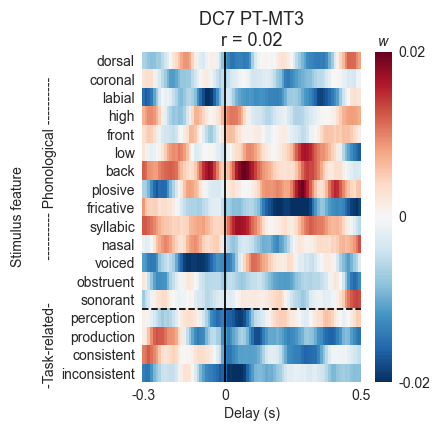 DC7 PT-MT3
r = 0.02
w
dorsal
coronal
labial
high
front
low
back
plosive
fricative
syllabic
nasal
voiced
obstruent
sonorant
perception
production
consistent
inconsistent
Stimulus feature
-Task-related- ---------- Phonological ----------
0.02
0
-0.02
-0.3 0 0.5
Delay (s)